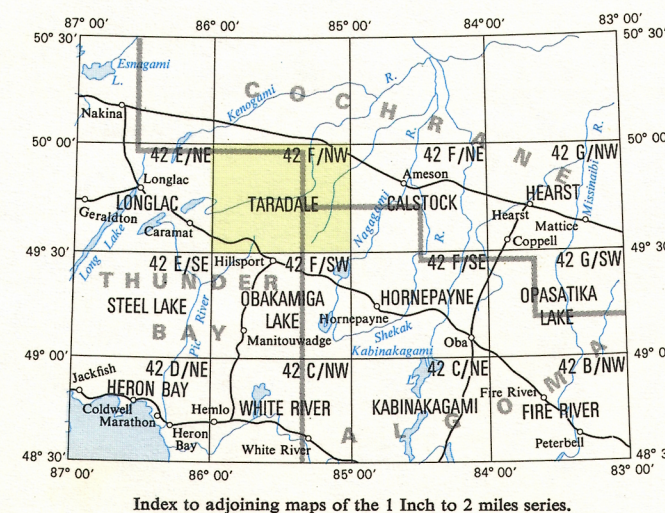 87° 00' 86° 00' 85° 00' 84° 00' 83° 00'
50° 30' 50° 30'
Esnagami
L.
Kenogami R.
COCHRANE
Nakina
R.
R.
50° 00' 50° 00'
42 E/NE 42 F/NW 42 F/NE 42 G/NW
Longlac Ameson
LONGLAC TARADALE CALSTOCK HEARST
Missinaibi
Geraldton Hearst
Caramat Nagagami Mattice
Long Lake R. Coppell
49° 30' 49° 30'
42 E/SE Hillsport 42 F/SW 42 F/SE 42 G/SW
THUNDER
STEEL LAKE OBAKAMIGA HORNEPAYNE OPASATIKA
LAKE LAKE
Hornepayne
BAY Pic River
Manitouwadge Shekak Oba
Kabinakagami
49° 00' 49° 00'
42 D/NE 42 C/NW 42 C/NE 42 B/NW
Jackfish
HERON BAY Fire River
Coldwell Hemlo WHITE RIVER KABINAKAGAMI FIRE RIVER
Marathon
Heron
Bay White River ALGOMA Peterbell
48° 30' 48° 30'
87° 00' 86° 00' 85° 00' 84° 00' 83° 00'
Index to adjoining maps of the 1 Inch to 2 miles series.